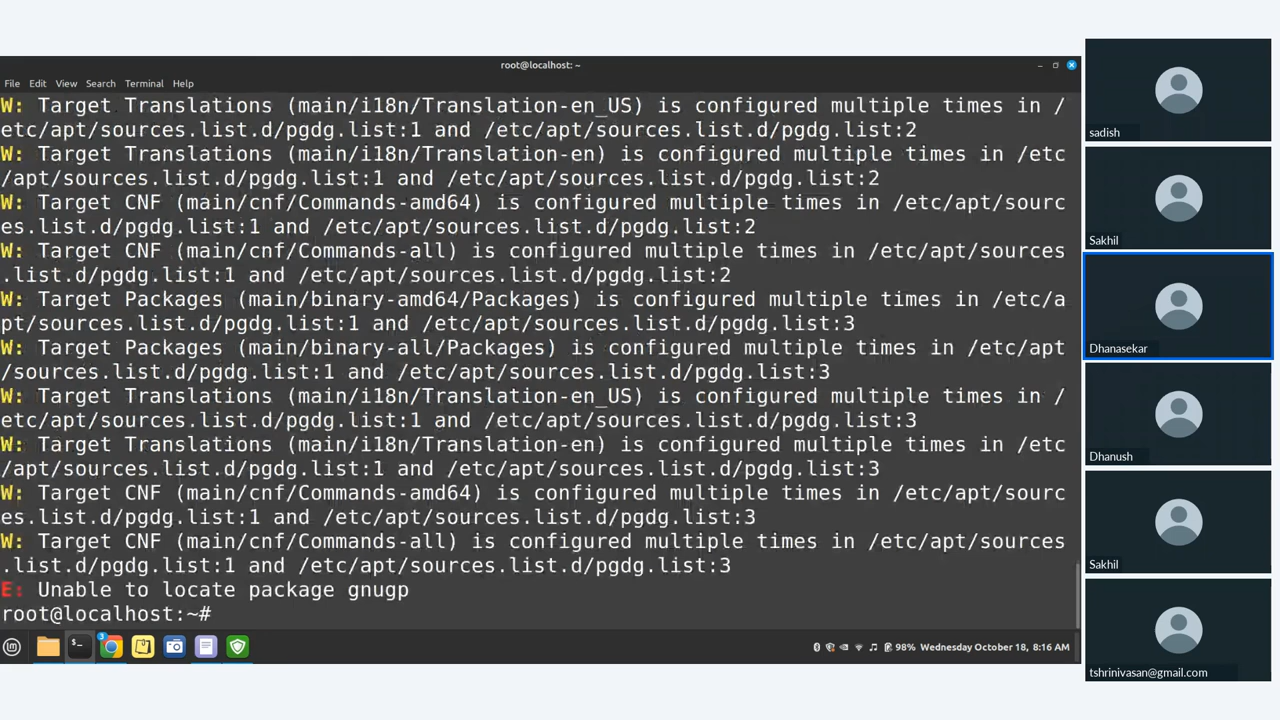 root@localhost: ~
File Edit View Search Terminal Help
W: Target Translations (main/i18n/Translation-en_US) is configured multiple times in /
etc/apt/sources.list.d/pgdg.list:1 and /etc/apt/sources.list.d/pgdg.list:2
W: Target Translations (main/i18n/Translation-en) is configured multiple times in /etc
/apt/sources.list.d/pgdg.list:1 and /etc/apt/sources.list.d/pgdg.list:2
W: Target CNF (main/cnf/Commands-amd64) is configured multiple times in /etc/apt/sourc
es.list.d/pgdg.list:1 and /etc/apt/sources.list.d/pgdg.list:2
W: Target CNF (main/cnf/Commands-all) is configured multiple times in /etc/apt/sources
.list.d/pgdg.list:1 and /etc/apt/sources.list.d/pgdg.list:2
W: Target Packages (main/binary-amd64/Packages) is configured multiple times in /etc/a
pt/sources.list.d/pgdg.list:1 and /etc/apt/sources.list.d/pgdg.list:3
W: Target Packages (main/binary-all/Packages) is configured multiple times in /etc/apt
/sources.list.d/pgdg.list:1 and /etc/apt/sources.list.d/pgdg.list:3
W: Target Translations (main/i18n/Translation-en_US) is configured multiple times in /
etc/apt/sources.list.d/pgdg.list:1 and /etc/apt/sources.list.d/pgdg.list:3
W: Target Translations (main/i18n/Translation-en) is configured multiple times in /etc
/apt/sources.list.d/pgdg.list:1 and /etc/apt/sources.list.d/pgdg.list:3
W: Target CNF (main/cnf/Commands-amd64) is configured multiple times in /etc/apt/sourc
es.list.d/pgdg.list:1 and /etc/apt/sources.list.d/pgdg.list:3
W: Target CNF (main/cnf/Commands-all) is configured multiple times in /etc/apt/sources
.list.d/pgdg.list:1 and /etc/apt/sources.list.d/pgdg.list:3
E: Unable to locate package gnugp
root@localhost:~#
3
98% Wednesday October 18, 8:16 AM
sadish
Sakhil
Dhanasekar
Dhanush
Sakhil
tshrinivasan@gmail.com